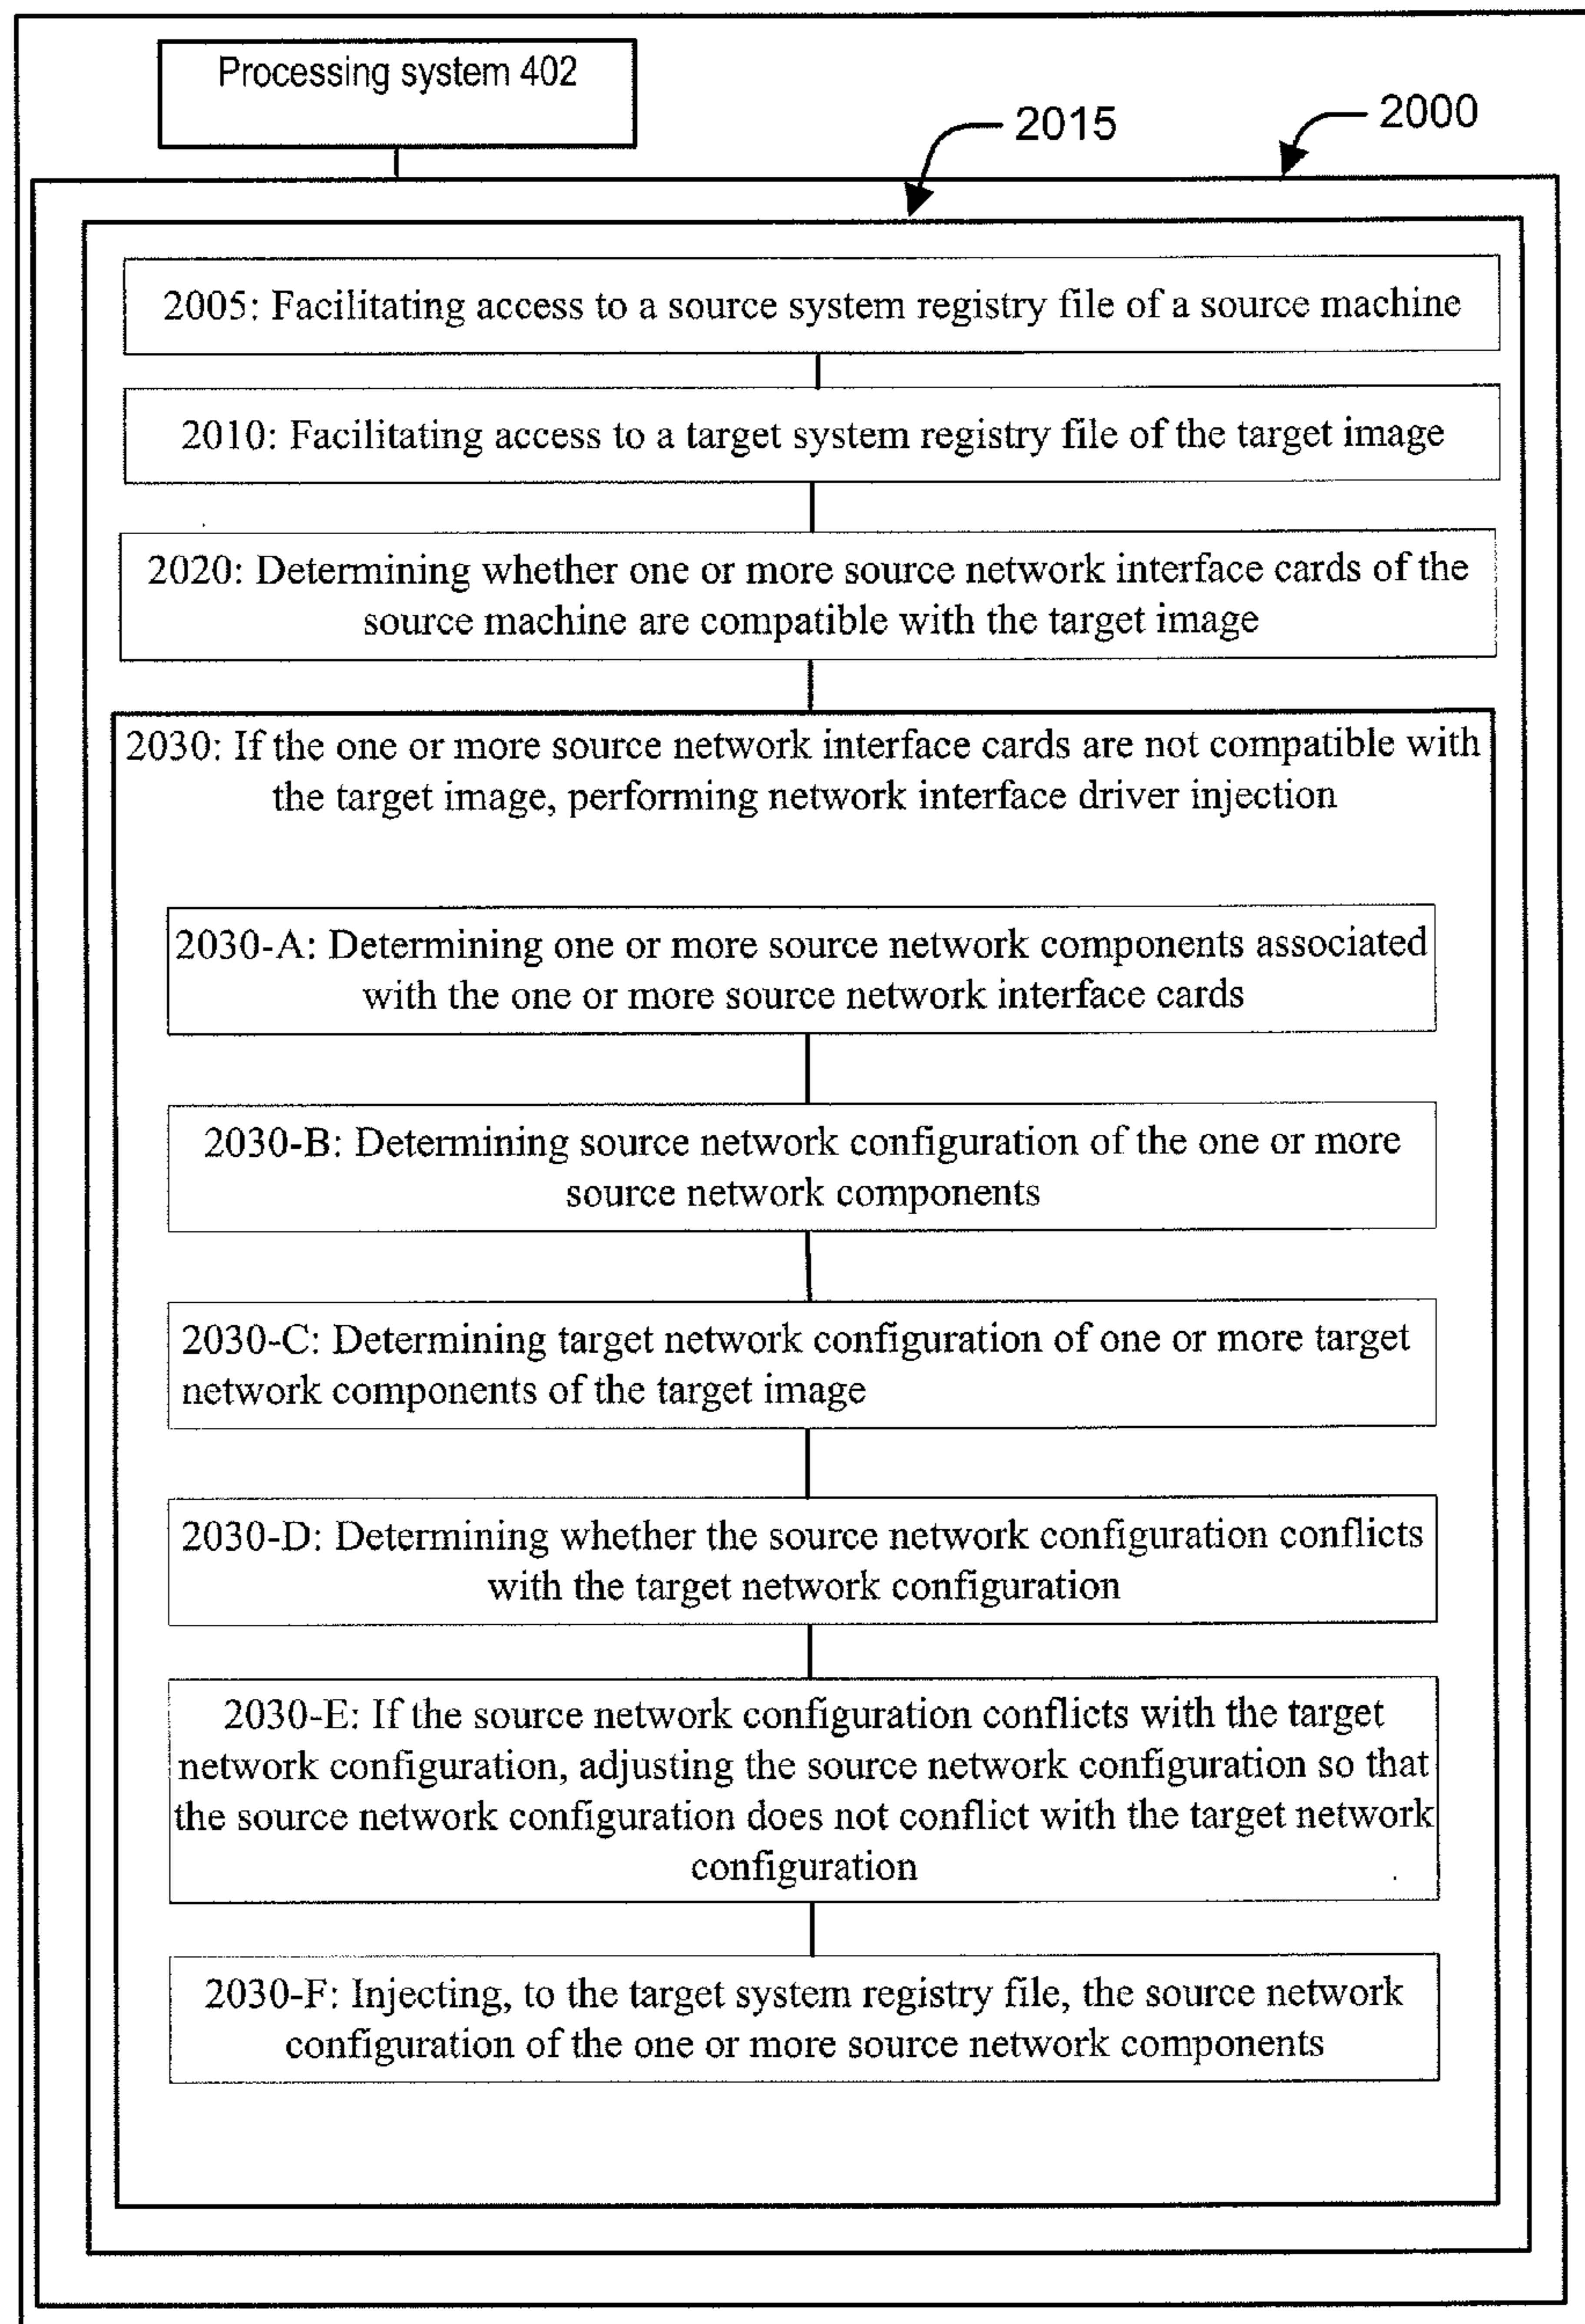 Processing system 402
2015
2000
2005: Facilitating access to a source system registry file of a source machine
2010: Facilitating access to a target system registry file of the target image
2020: Determining whether one or more source network interface cards of the
source machine are compatible with the target image
2030: If the one or more source network interface cards are not compatible with
the target image, performing network interface driver injection
2030-A: Determining one or more source network components associated
with the one or more source network interface cards
2030-B: Determining source network configuration of the one or more
source network components
2030-C: Determining target network configuration of one or more target
network components of the target image
2030-D: Determining whether the source network configuration conflicts
with the target network configuration
2030-E: If the source network configuration conflicts with the target
network configuration, adjusting the source network configuration so that
the source network configuration does not conflict with the target network
configuration
2030-F: Injecting, to the target system registry file, the source network
configuration of the one or more source network components